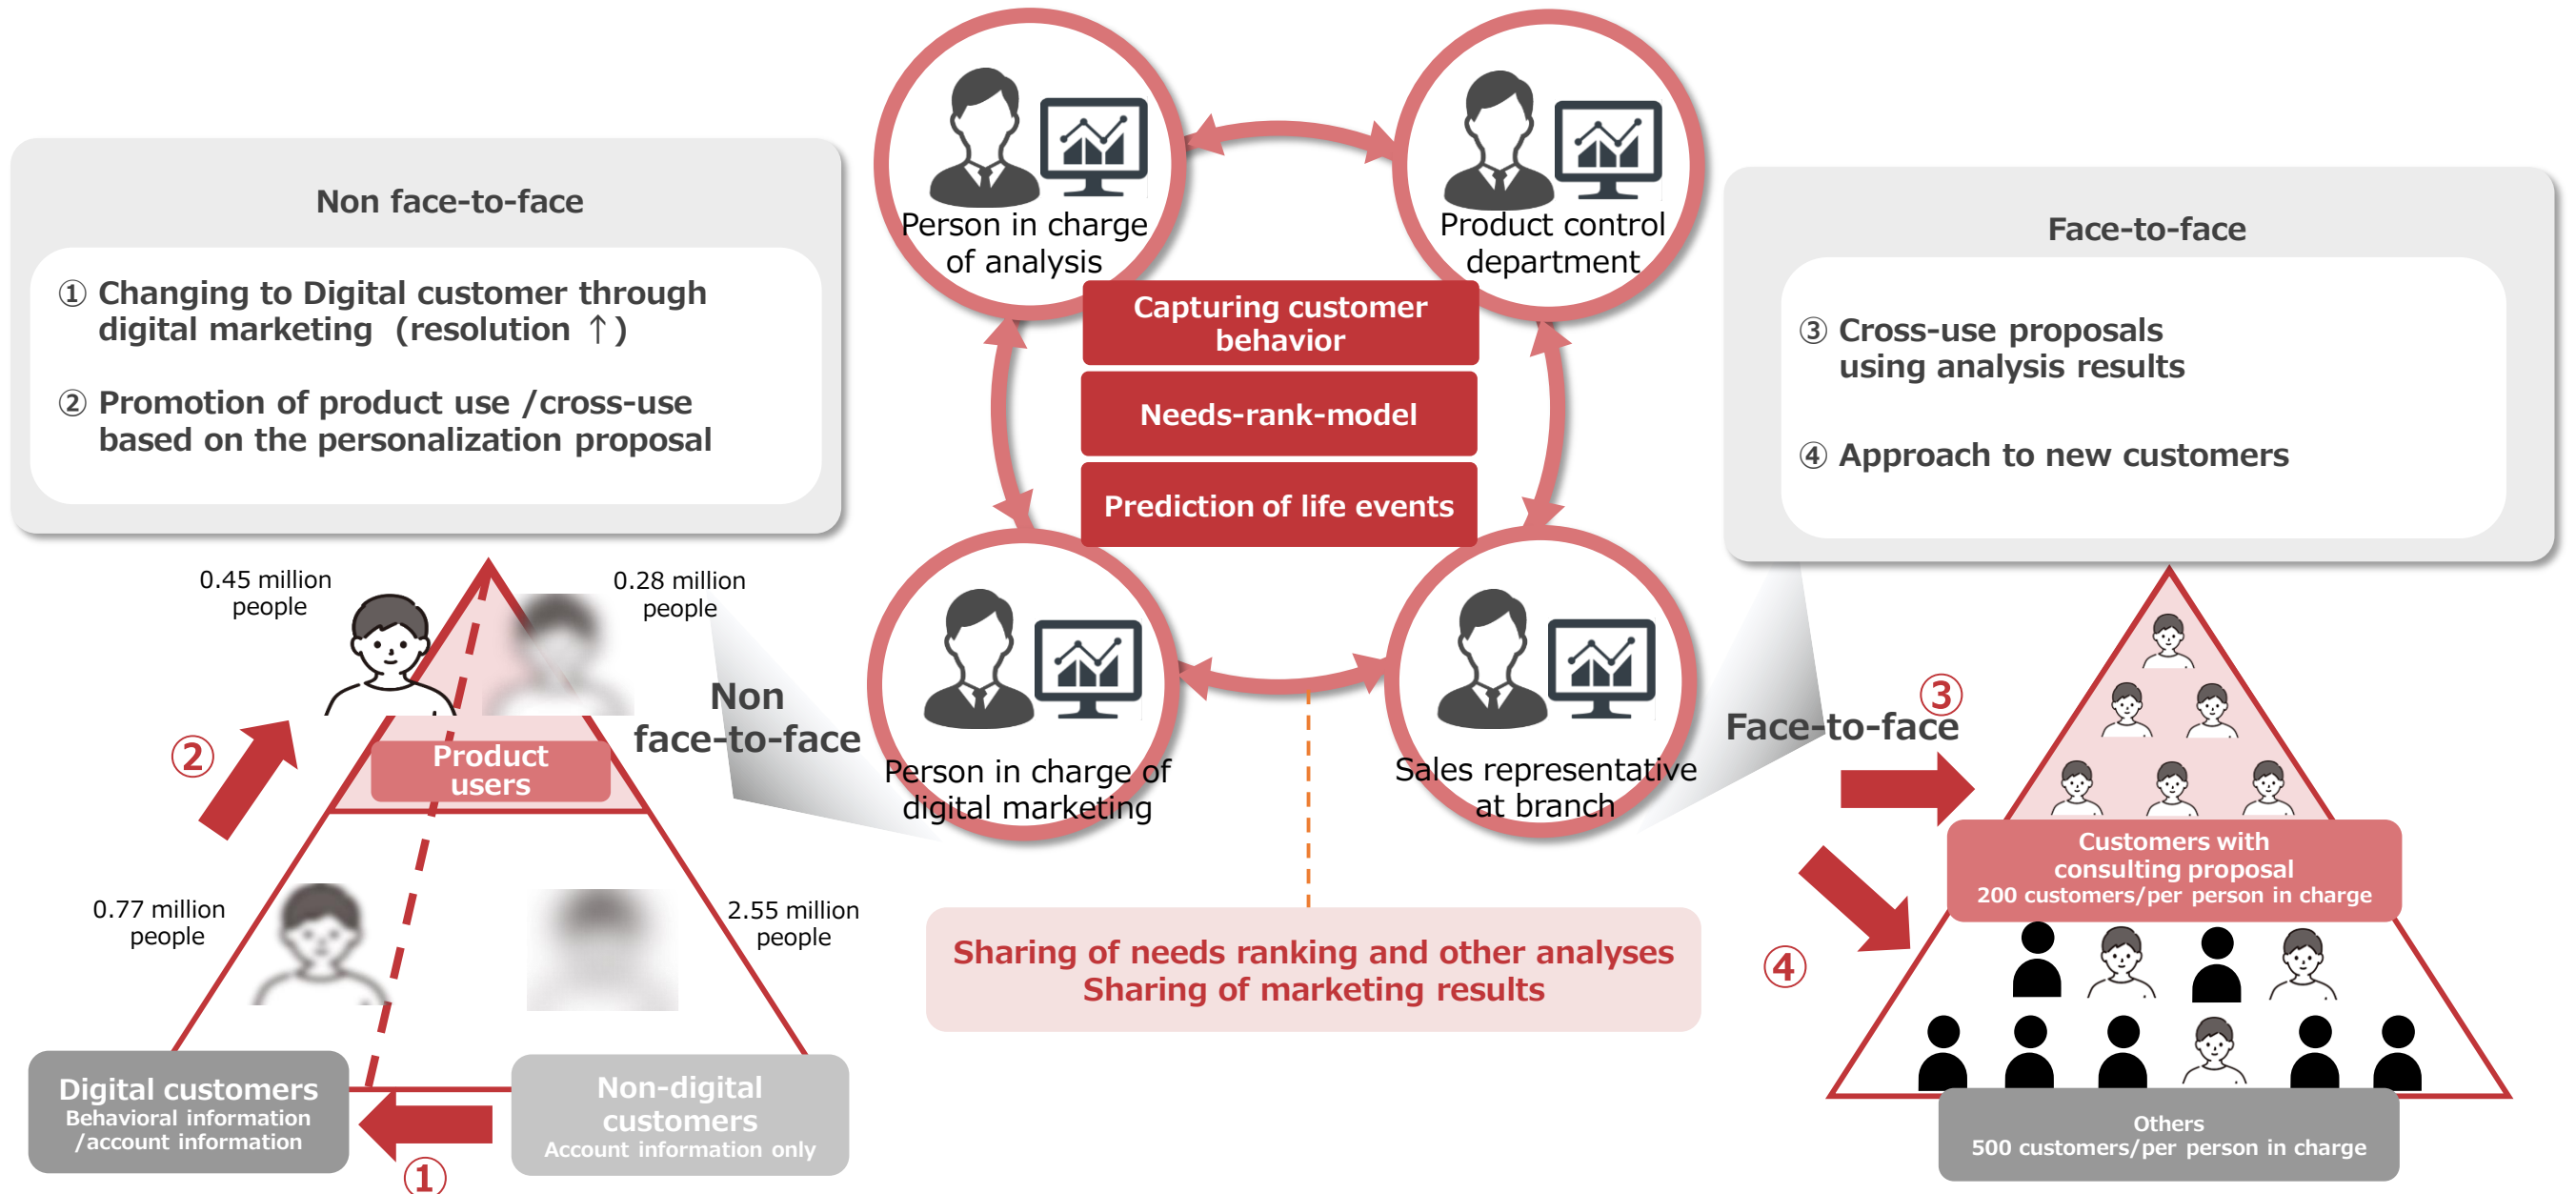 Non face-to-face
① Changing to Digital customer through
digital marketing (resolution ↑)
② Promotion of product use /cross-use
based on the personalization proposal
Person in charge
of analysis
Product control
department
Capturing customer
behavior
Needs-rank-model
Prediction of life events
Person in charge of
digital marketing
Sales representative
at branch
Face-to-face
③ Cross-use proposals
using analysis results
④ Approach to new customers
0.45 million
people
0.28 million
people
②
Product
users
Non
face-to-face
0.77 million
people
2.55 million
people
Digital customers
Behavioral information
/account information
①
Non-digital
customers
Account information only
Sharing of needs ranking and other analyses
Sharing of marketing results
③
Face-to-face
④
Customers with
consulting proposal
200 customers/per person in charge
Others
500 customers/per person in charge